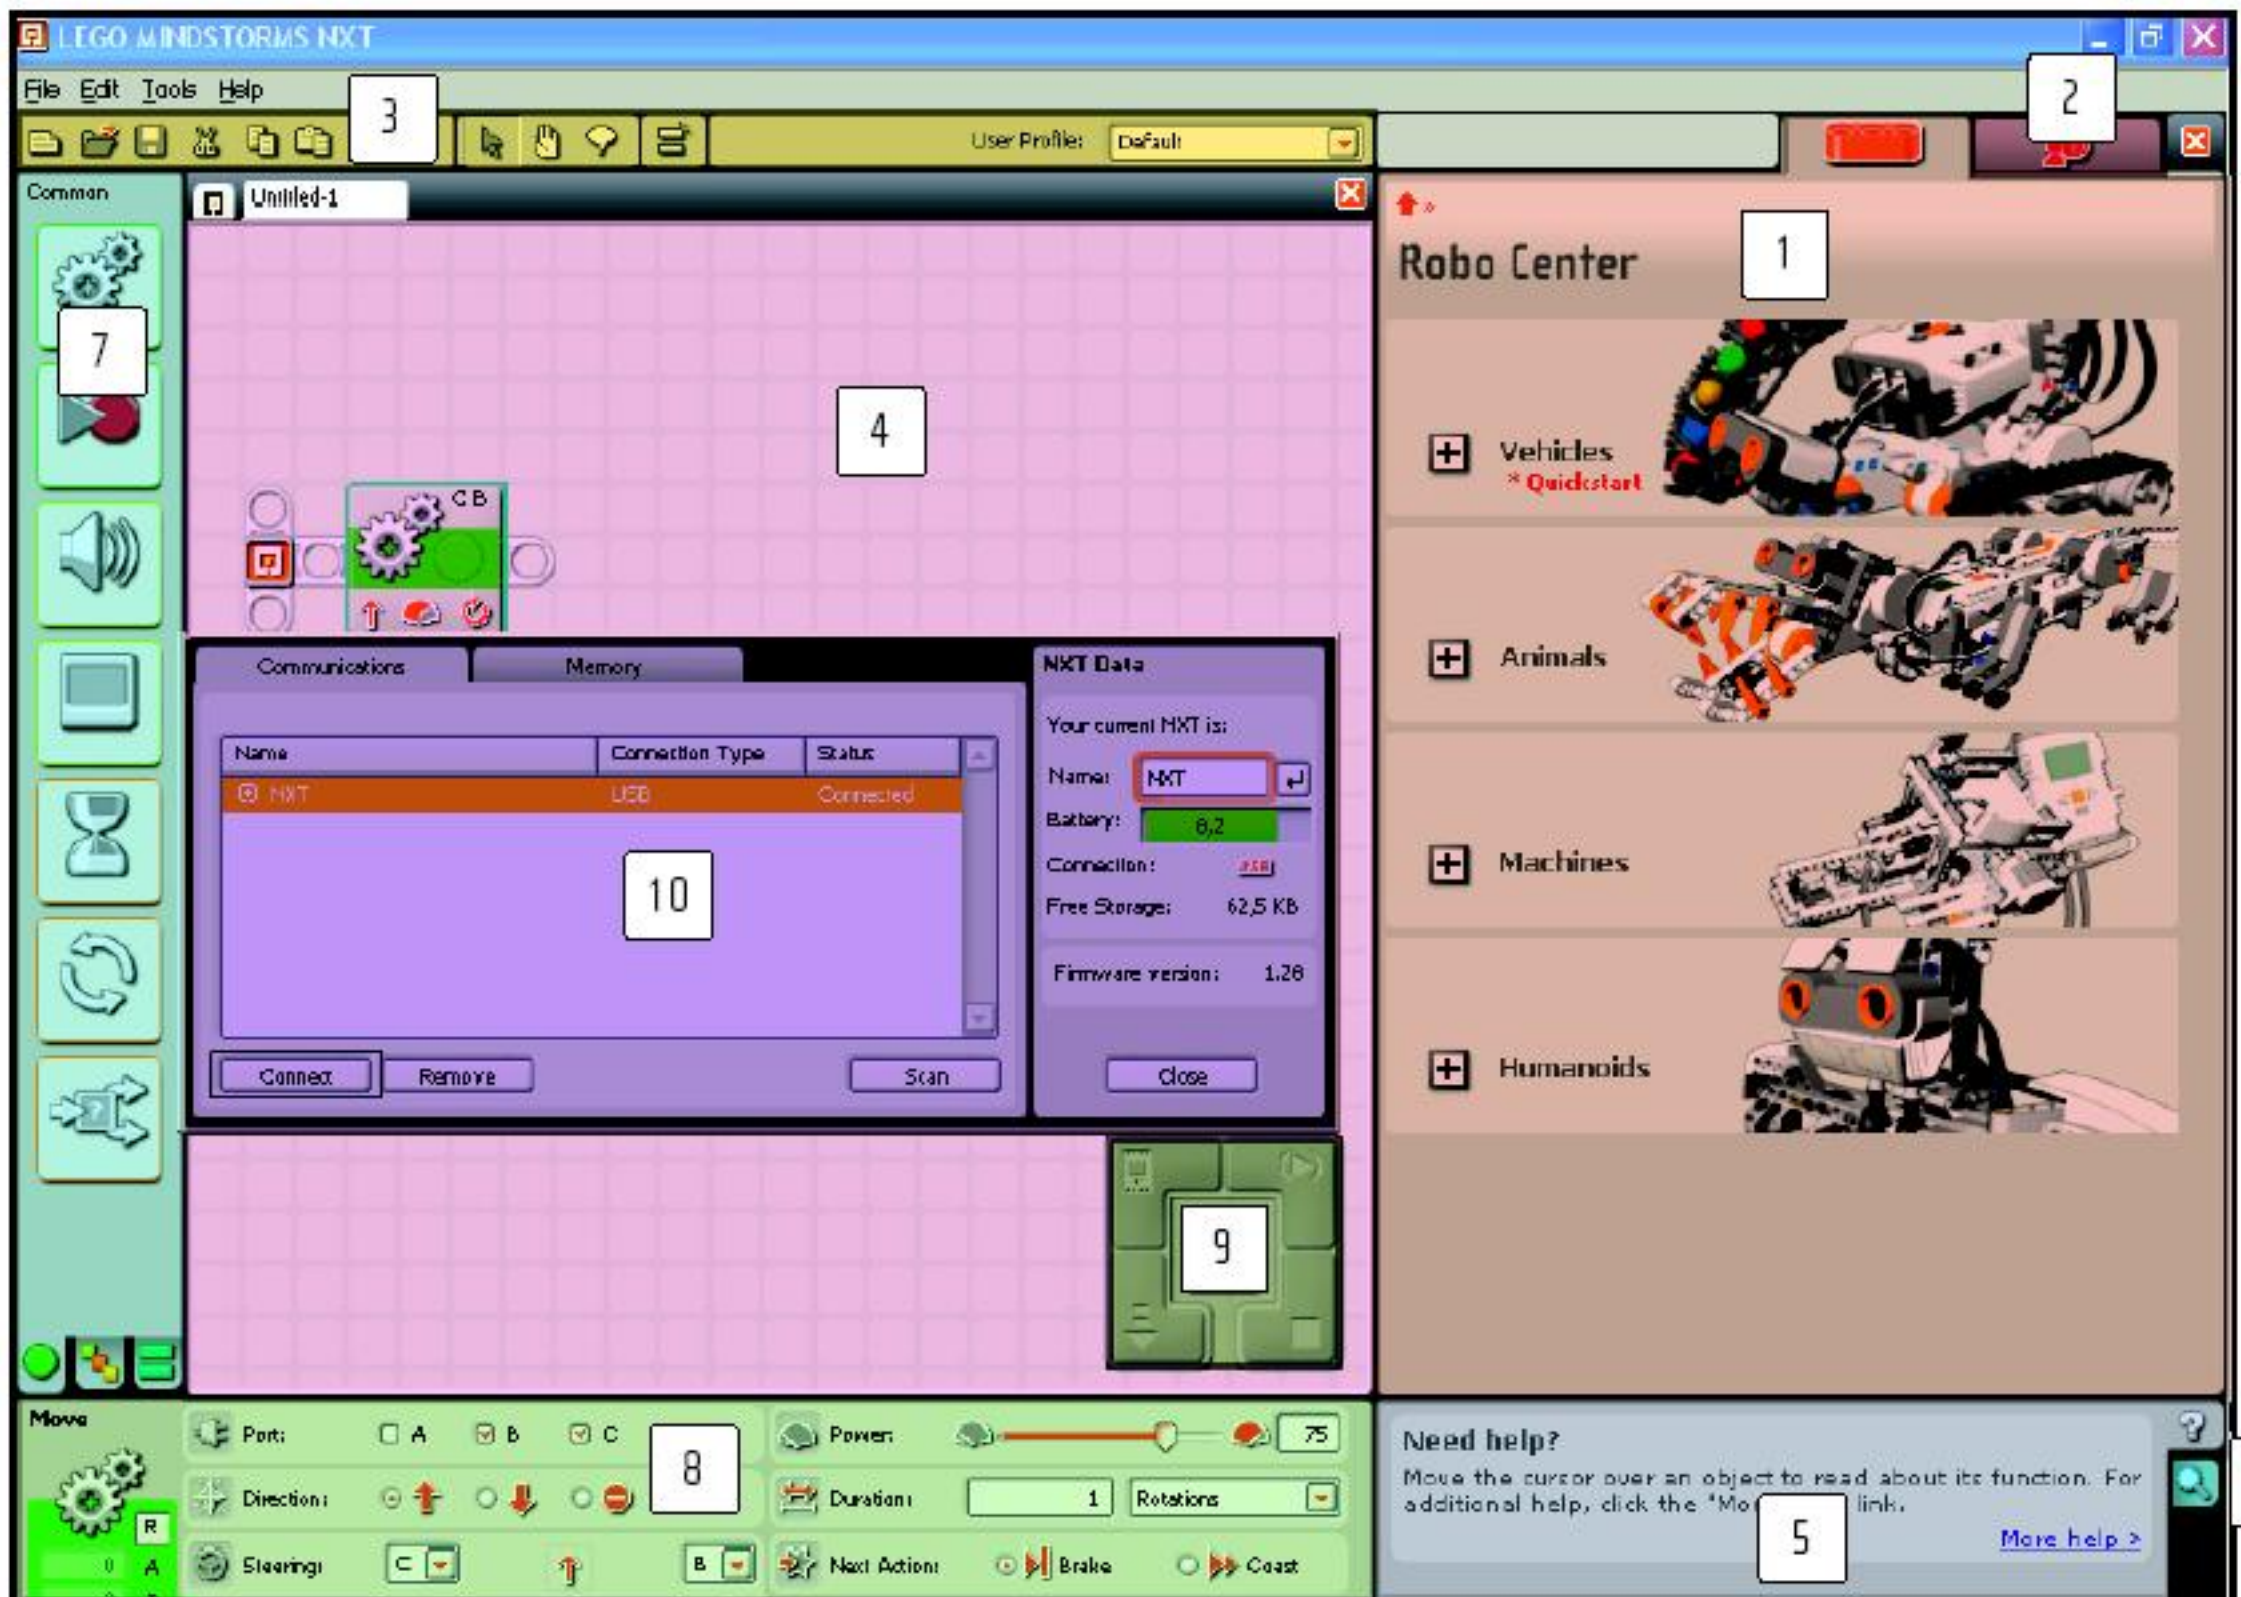 LEGO MINDSTORMS NXT
File Edit Tools Help
3
2
User Profile: Default
Common
Untitled-1
Robo Center
1
7
4
Vehicles
* Quickstart
C B
Animals
Communications
Memory
NXT Data
Your current NXT is:
Name
Connection Type
Status
Name: NXT
NXT
USB
Connected
Battery: 8,2
10
Connection: USB
Free Storage: 62,5 KB
Machines
Firmware version: 1.28
Connect
Remove
Scan
Close
Humanoids
9
Move
Port: A B C
8
Power: 75
Need help?
Move the cursor over an object to read about its function. For
additional help, click the "Mo link.
Direction:
Duration: 1 Rotations
R
5
More help >
0 A
Steering: C B
Next Action: Brake Coast